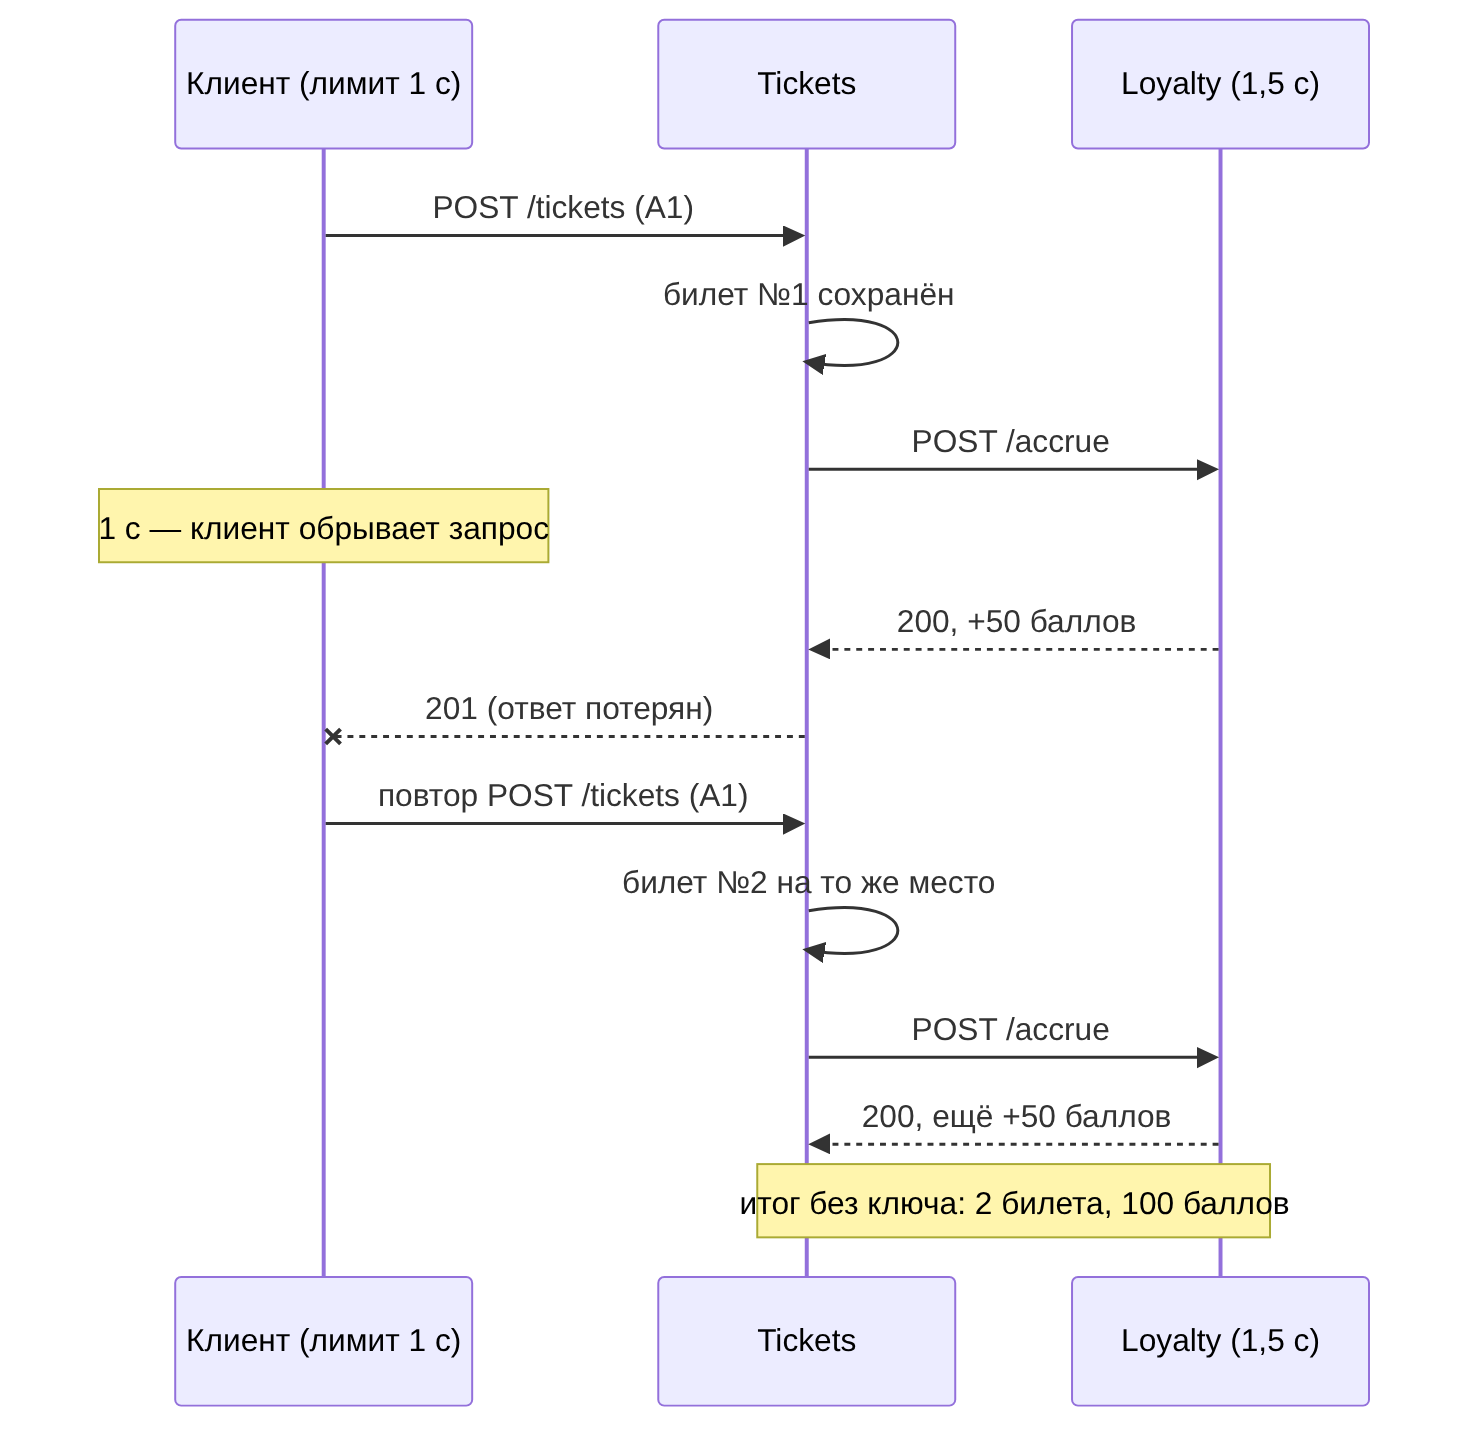 Клиент (лимит 1 с)
Tickets
Loyalty (1,5 с)
POST /tickets (A1)
билет №1 сохранён
POST /accrue
1 с — клиент обрывает запрос
200, +50 баллов
201 (ответ потерян)
повтор POST /tickets (A1)
билет №2 на то же место
POST /accrue
200, ещё +50 баллов
итог без ключа: 2 билета, 100 баллов
Клиент (лимит 1 с)
Tickets
Loyalty (1,5 с)